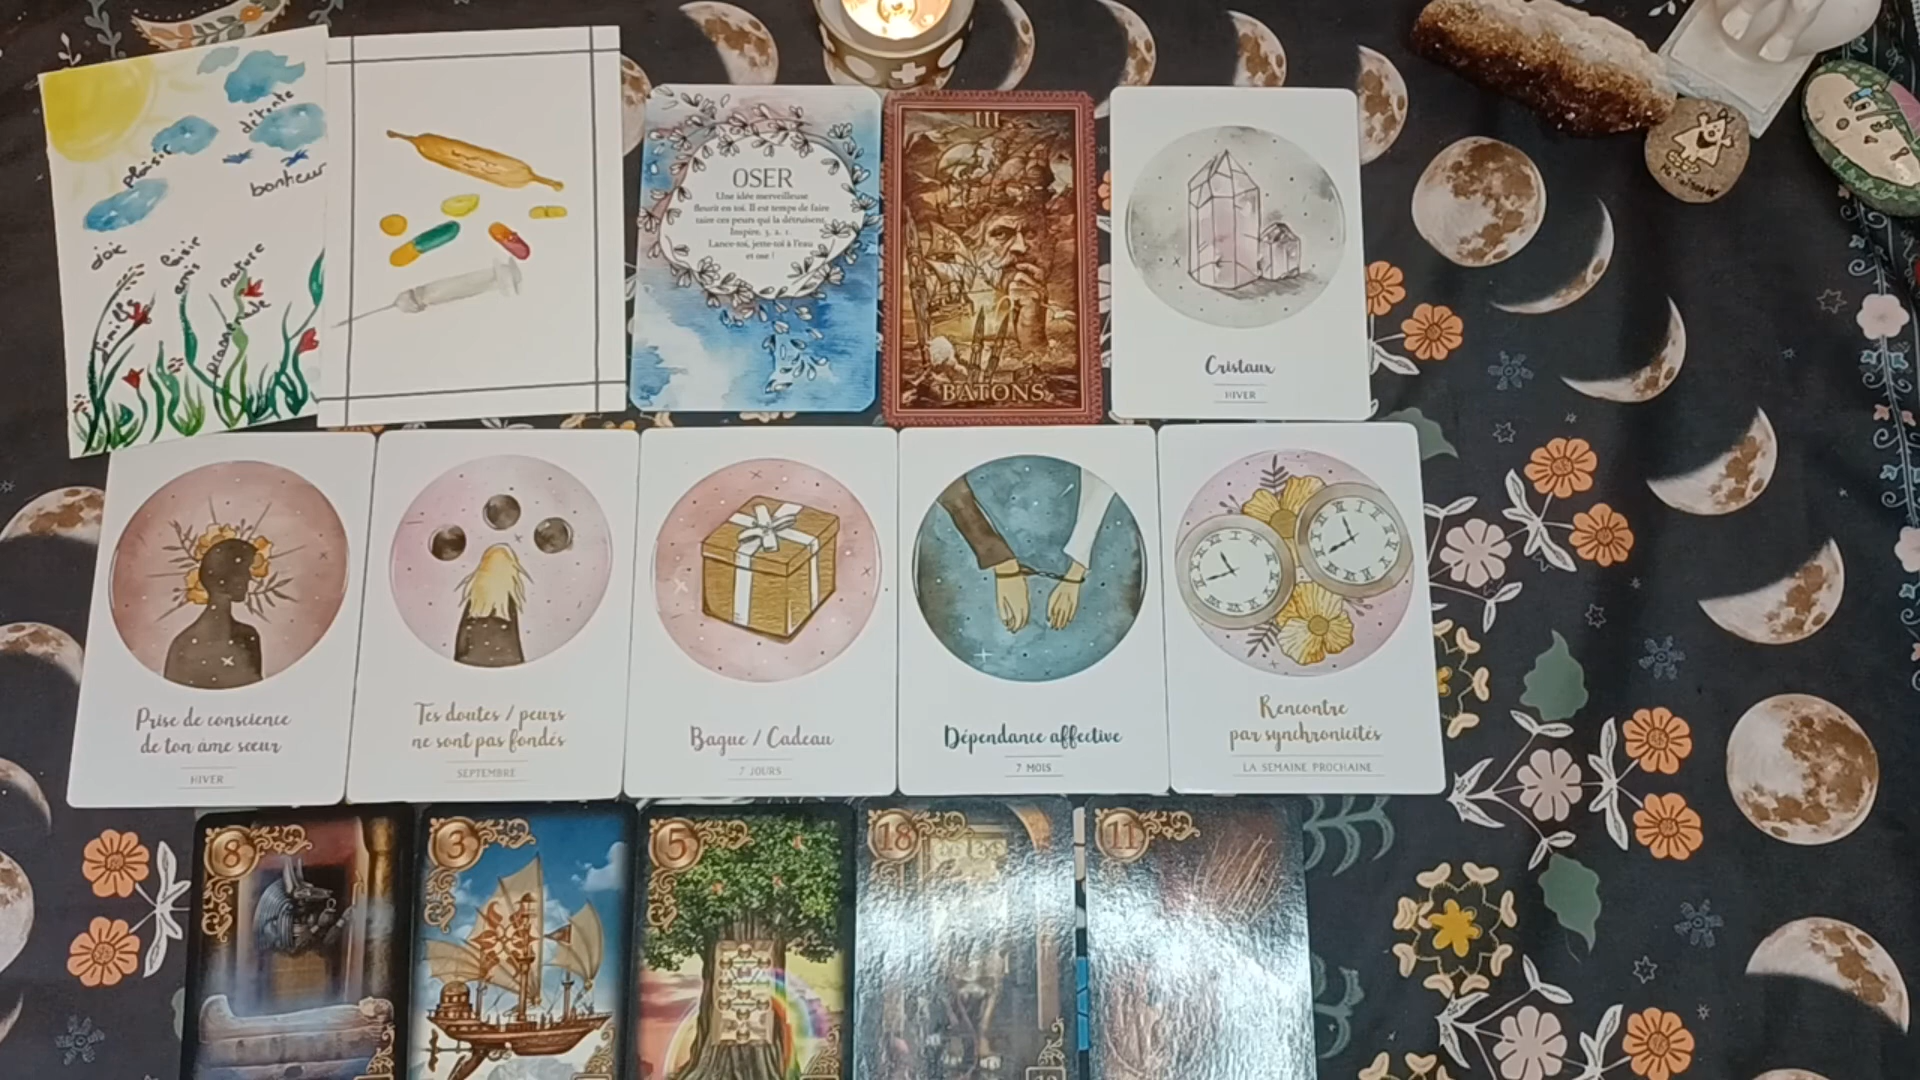 détente
plaisir
bonheur
joie
loisir
amis
nature
famille
promenade
OSER
Une idée merveilleuse
fleurit en toi. Il est temps de faire
taire ces peurs qui la détruisent.
Inspire. 3, 2, 1.
Lance-toi, jette-toi à l'eau
et ose !
III
BATONS
Cristaux
HIVER
Prise de conscience
de ton âme sœur
HIVER
Tes doutes / peurs
ne sont pas fondés
SEPTEMBRE
Bague / Cadeau
7 JOURS
Dépendance affective
7 MOIS
Rencontre
par synchronicités
LA SEMAINE PROCHAINE
8
3
5
18
11